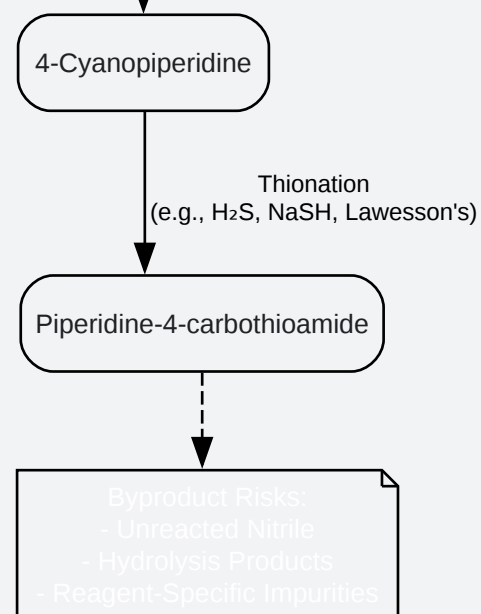 4-Cyanopiperidine
Thionation
(e.g., H₂S, NaSH, Lawesson's)
Piperidine-4-carbothioamide
Byproduct Risks:
- Unreacted Nitrile
- Hydrolysis Products
- Reagent-Specific Impurities